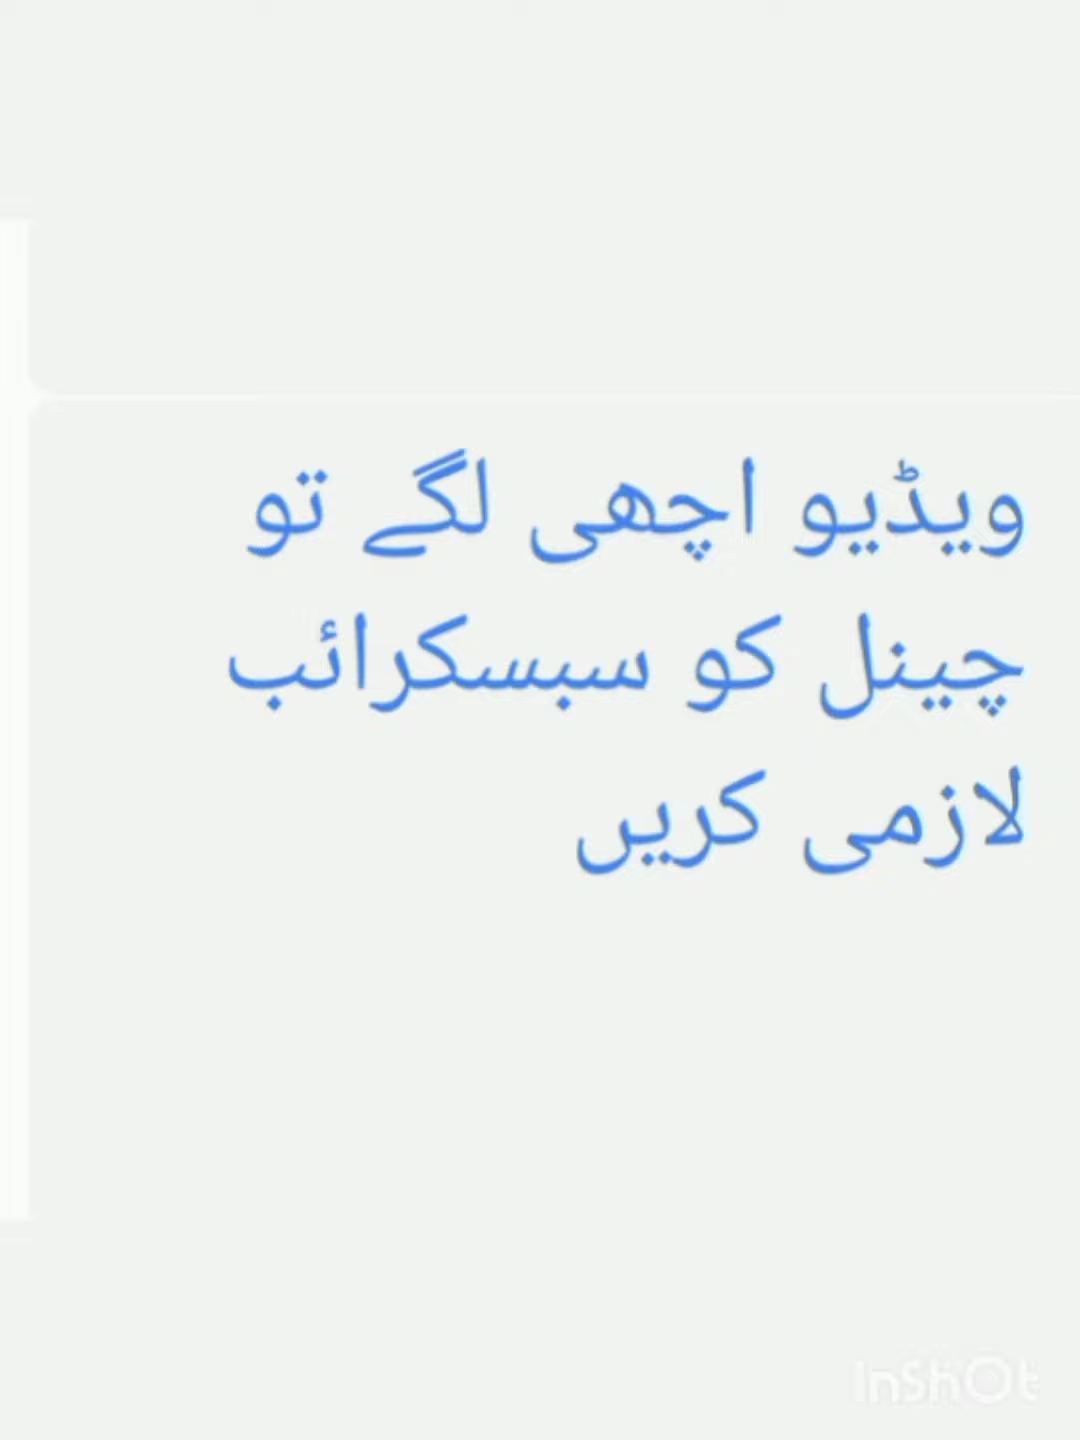 ویڈیو اچھی لگے تو
چینل کو سبسکرائب
لازمی کریں
InShOt